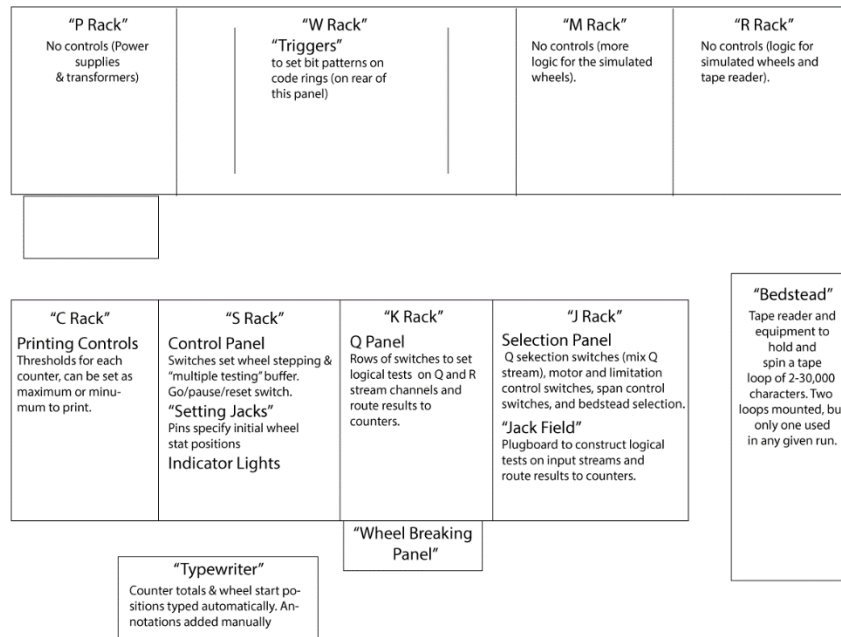 “P Rack”
No controls (Power
supplies
& transformers)
“W Rack”
“Triggers”
to set bit patterns on
code rings (on rear of
this panel)
“M Rack”
No controls (more
logic for the simulated
wheels).
“R Rack”
No controls (logic for
simulated wheels and
tape reader).
“C Rack”
Printing Controls
Thresholds for each
counter, can be set as
maximum or minu-
mum to print.
“S Rack”
Control Panel
Switches set wheel stepping &
“multiple testing” buffer.
Go/pause/reset switch.
“Setting Jacks”
Pins specify initial wheel
stat positions
Indicator Lights
“K Rack”
Q Panel
Rows of switches to set
logical tests on Q and R
stream channels and
route results to
counters.
“J Rack”
Selection Panel
Q sekection switches (mix Q
stream), motor and limitation
control switches, span control
switches, and bedstead selection.
“Jack Field”
Plugboard to construct logical
tests on input streams and
route results to counters.
“Bedstead”
Tape reader and
equipment to
hold and
spin a tape
loop of 2-30,000
characters. Two
loops mounted, bu
only one used
in any given run.
“Wheel Breaking
Panel”
“Typewriter”
Counter totals & wheel start po-
sitions typed automatically. An-
notations added manually